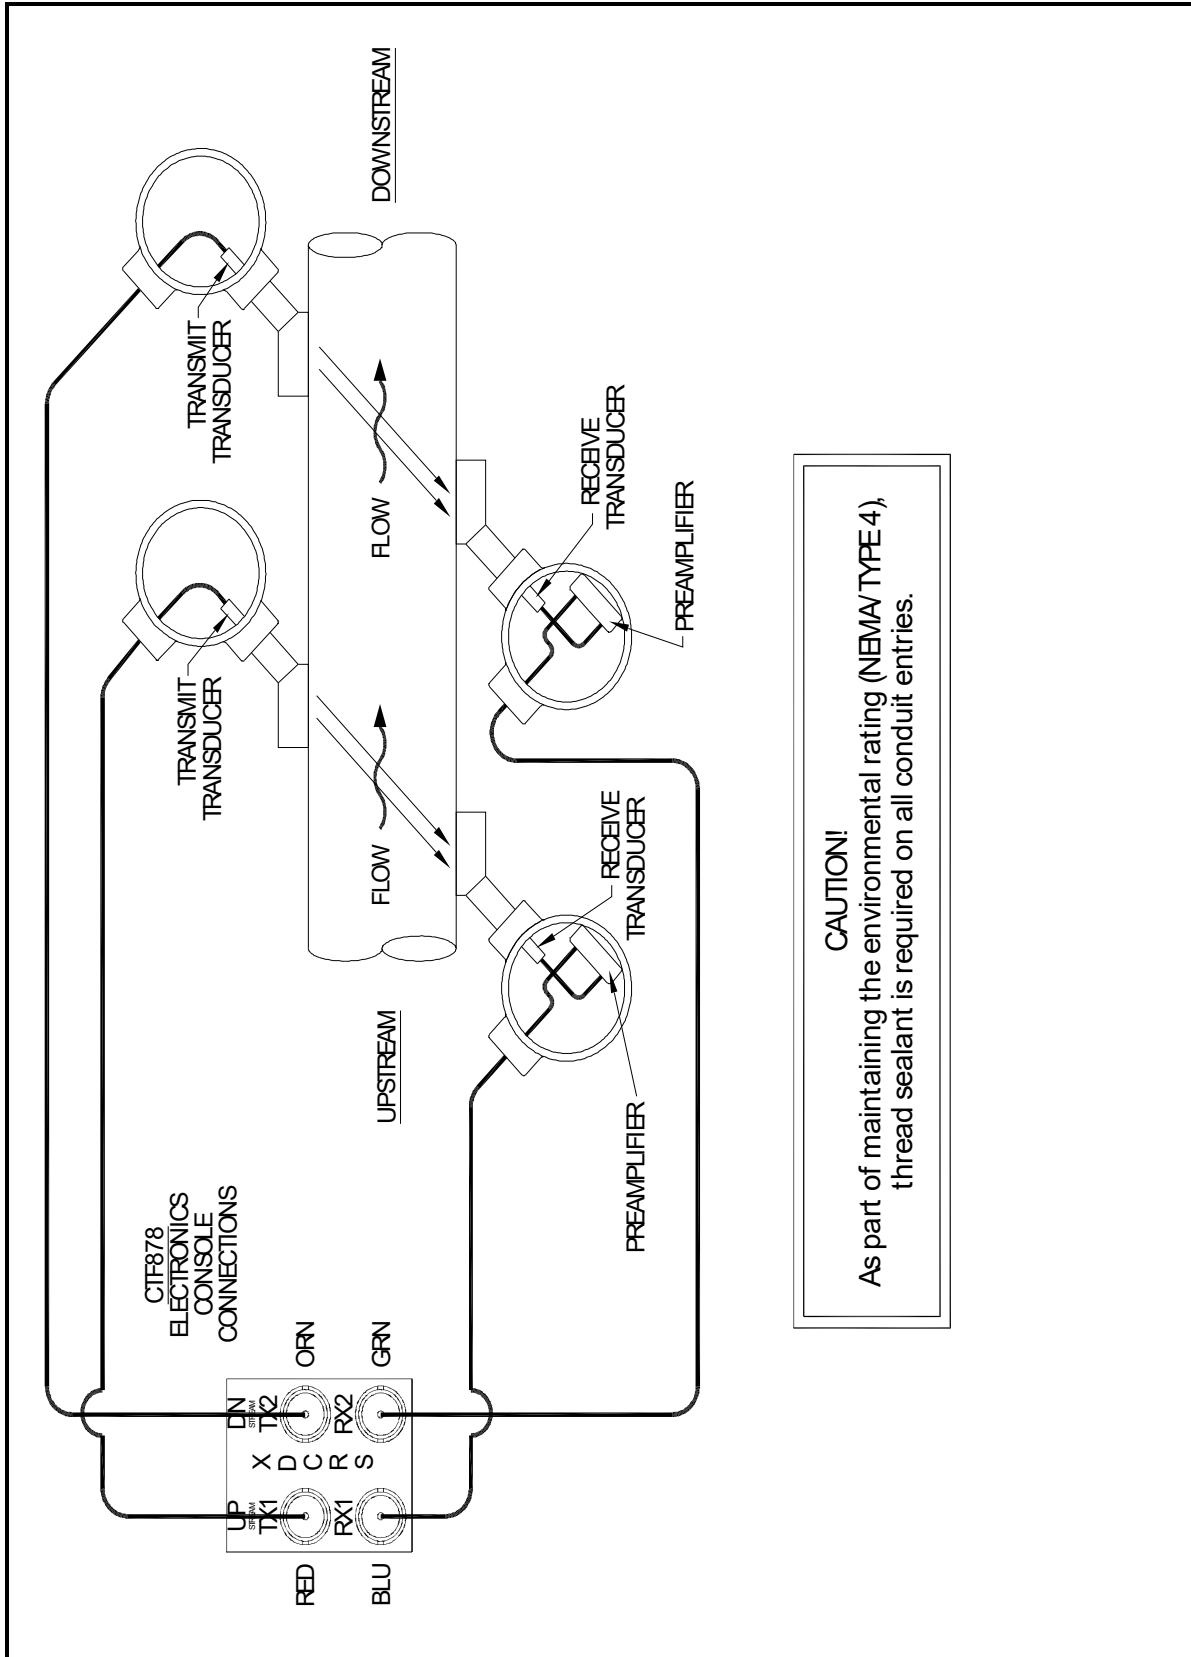 CTF878
ELECTRONICS
CONSOLE
CONNECTIONS
UP
STREAM
TX1
RX1
DN
STREAM
TX2
RX2
X
D
C
R
S
RED
BLU
ORN
GRN
UPSTREAM
DOWNSTREAM
TRANSMIT
TRANSDUCER
TRANSMIT
TRANSDUCER
FLOW
FLOW
RECEIVE
TRANSDUCER
RECEIVE
TRANSDUCER
PREAMPLIFIER
PREAMPLIFIER
CAUTION!
As part of maintaining the environmental rating (NEMA/TYPE 4),
thread sealant is required on all conduit entries.